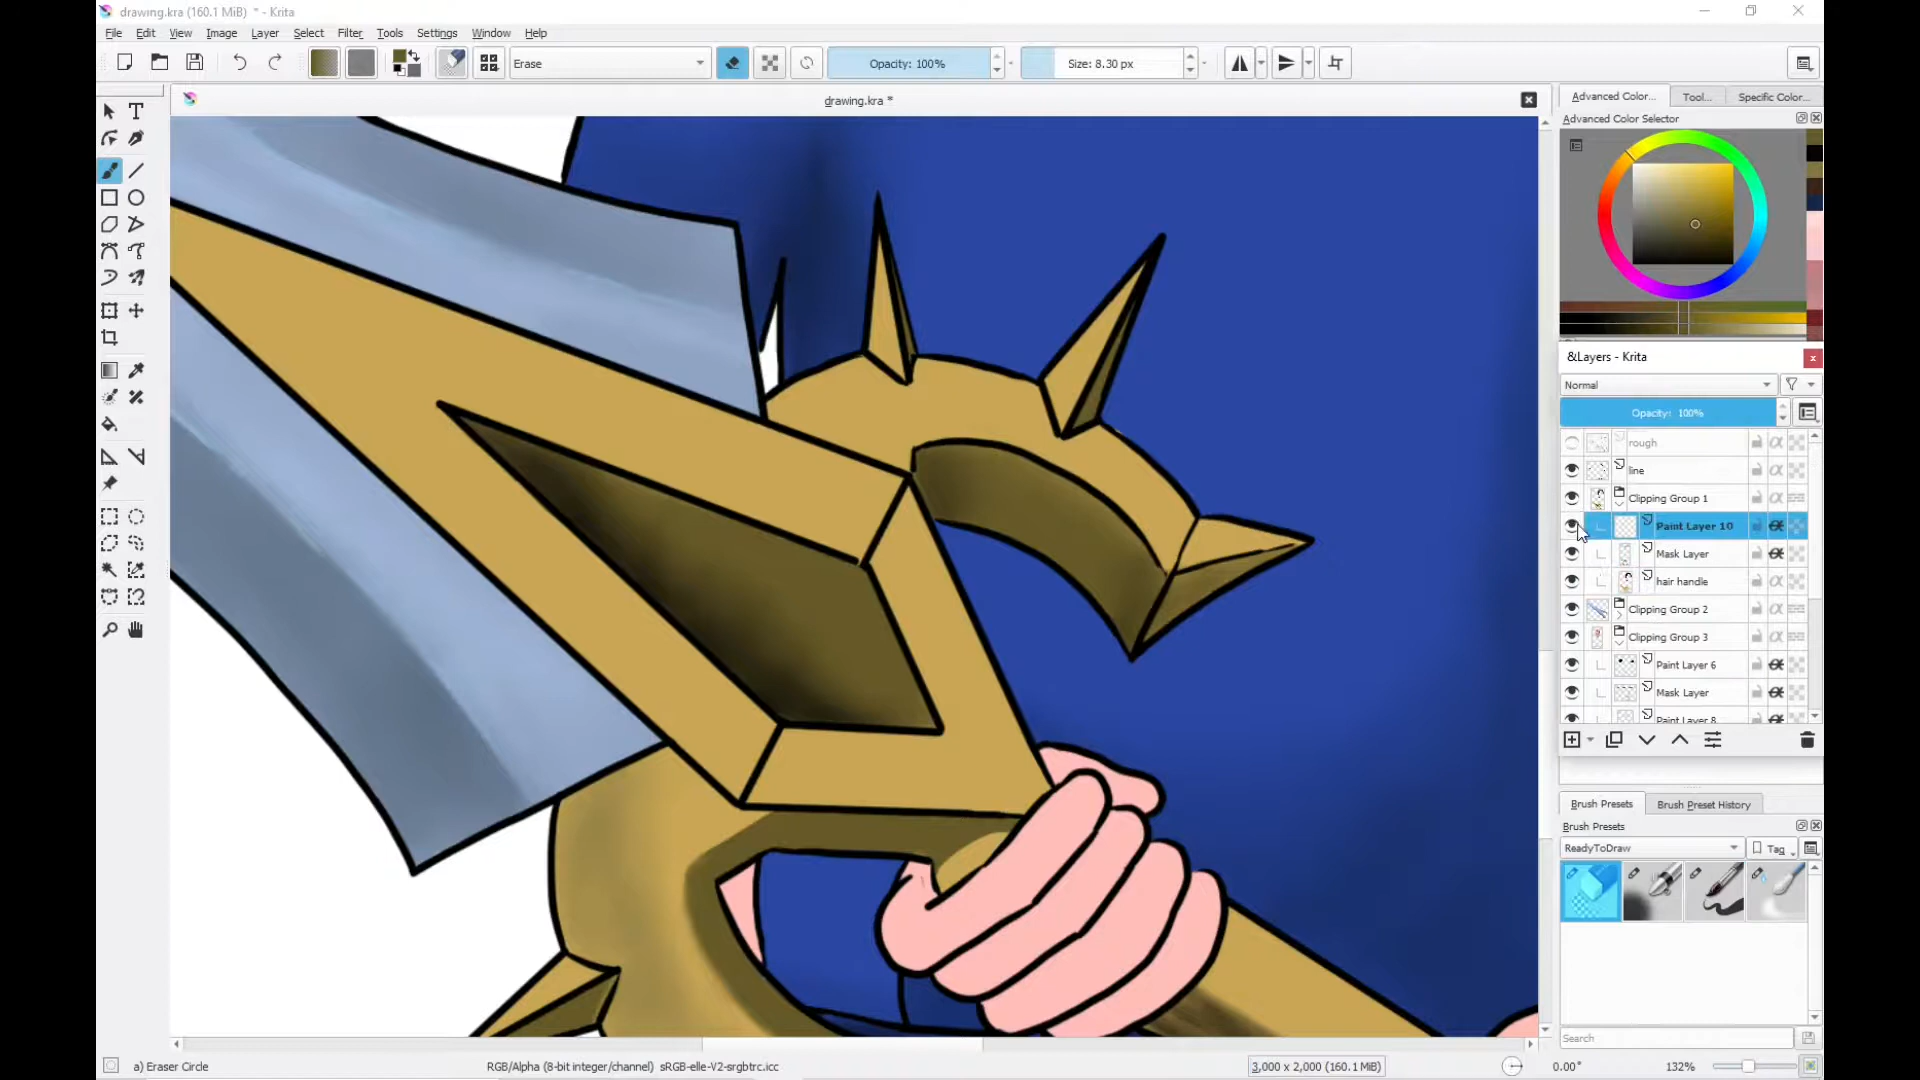 drawing.kra (160.1 MiB) * - Krita
File Edit View Image Layer Select Filter Tools Settings Window Help
Erase Opacity: 100% Size: 8.30 px
drawing.kra *
Advanced Color... Tool... Specific Color...
Advanced Color Selector
&Layers - Krita
Normal
Opacity: 100%
rough
line
Clipping Group 1
Paint Layer 10
Mask Layer
hair handle
Clipping Group 2
Clipping Group 3
Paint Layer 6
Mask Layer
Paint Layer 8
Brush Presets Brush Preset History
Brush Presets
ReadyToDraw Tag
Search
a) Eraser Circle RGB/Alpha (8-bit integer/channel) sRGB-elle-V2-srgbtrc.icc 3,000 x 2,000 (160.1 MiB) 0.00° 132%